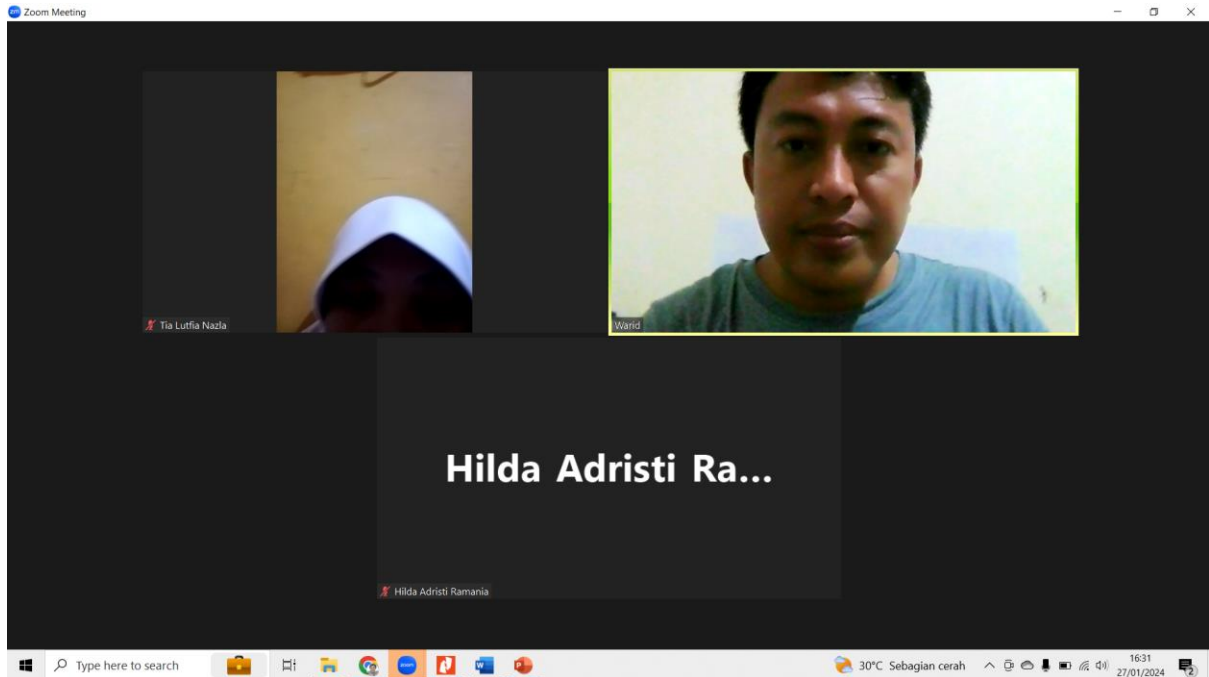 Zoom Meeting
Tia Lutfia Nazla
Warid
Hilda Adristi Ra...
Hilda Adristi Ramania
Type here to search
30°C Sebagian cerah
16:31
27/01/2024